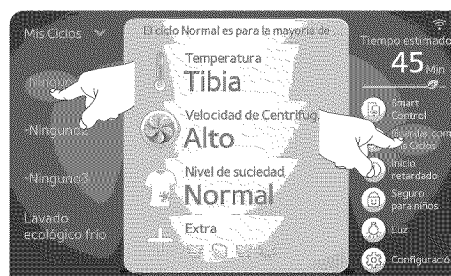 Mis Ciclos
-Ninguno2
-Ninguno3
Lavado
ecológico frio
El ciclo Normal es para la mayoría de
Temperatura
Tibia
Velocidad de Centrifug
Alto
Nivel de suciedad
Normal
Extra
Tiempo estimado
45 Min
Smart
Control
Ciclos
Inicio
retardado
Seguro
para niños
Luz
Configuració